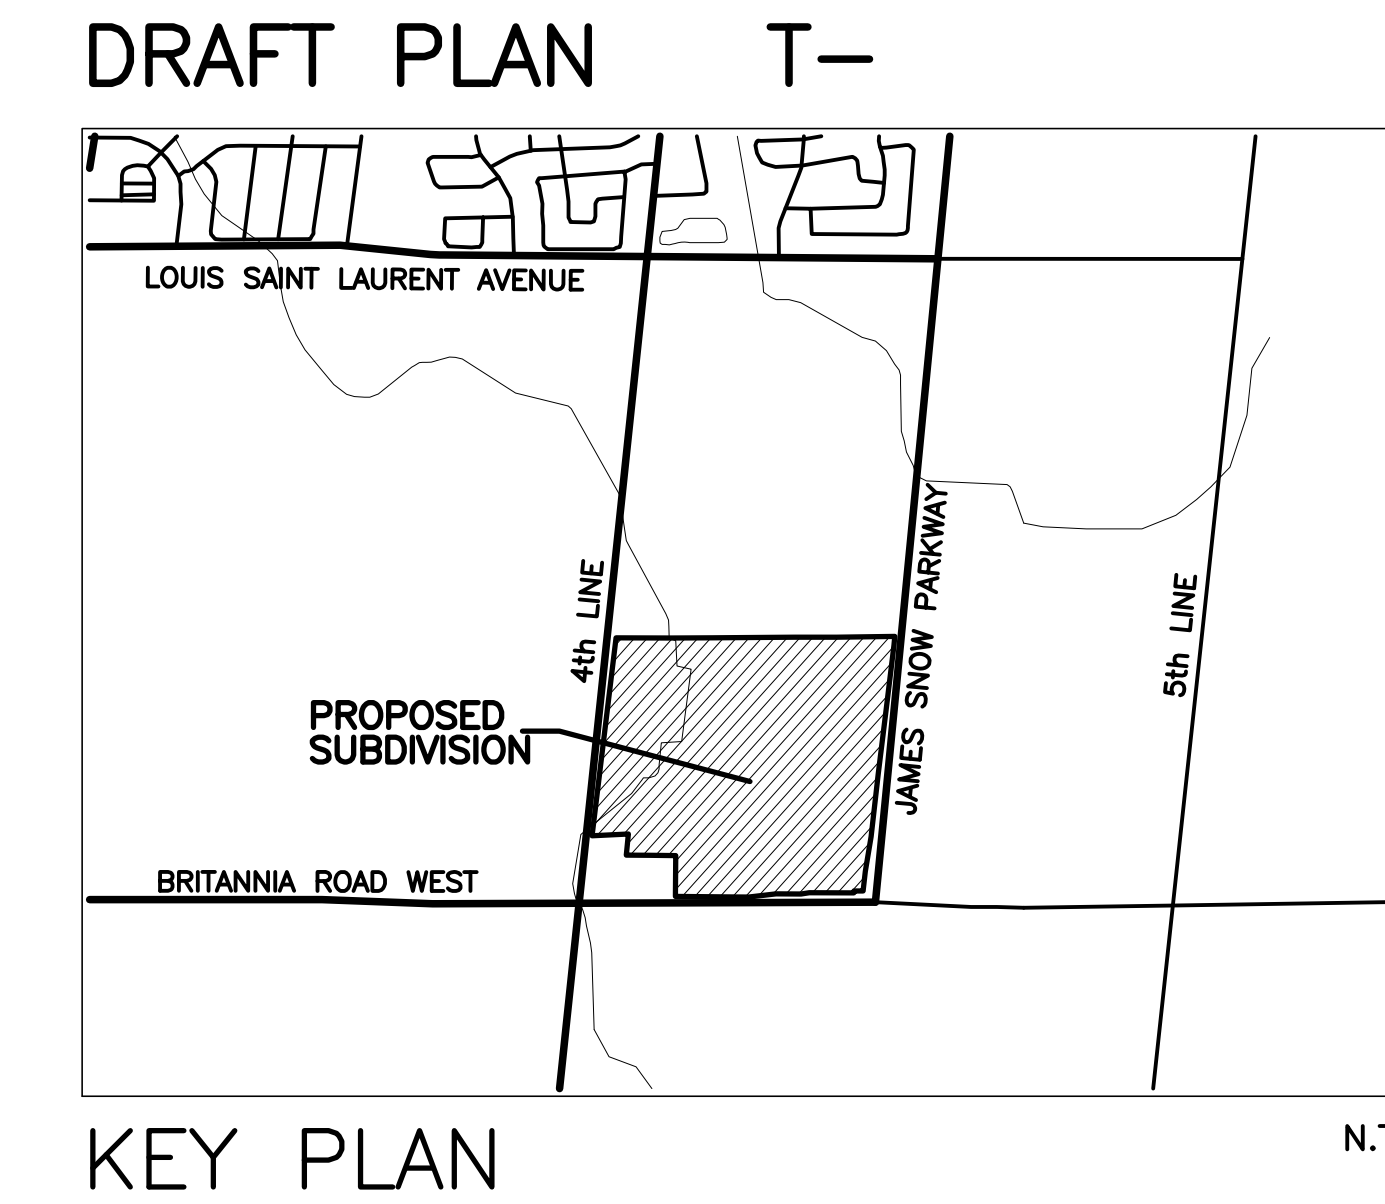 DRAFT PLAN T-
LOUIS SAINT LAURENT AVENUE
4th LINE
JAMES SNOW PARKWAY
5th LINE
PROPOSED
SUBDIVISION
BRITANNIA ROAD WEST
KEY PLAN
N.T